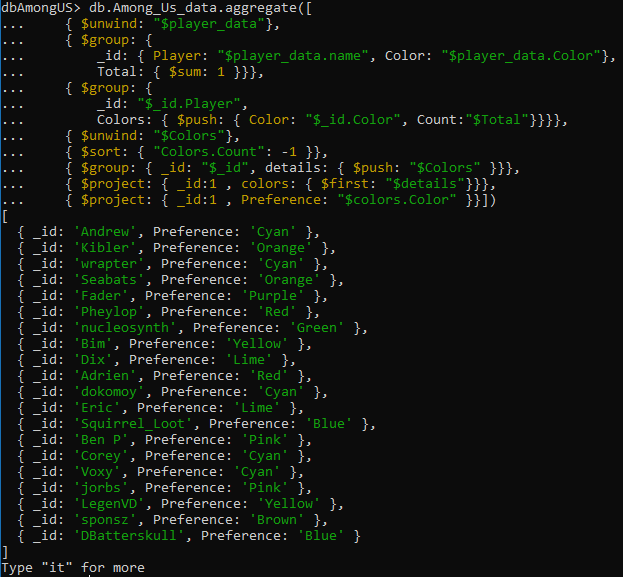 dbAmongUS> db.Among_Us_data.aggregate([
... { $unwind: "$player_data"},
... { $group: {
... _id: { Player: "$player_data.name", Color: "$player_data.Color"},
... Total: { $sum: 1 }}},
... { $group: {
... _id: "$_id.Player",
... Colors: { $push: { Color: "$_id.Color", Count:"$Total"}}}},
... { $unwind: "$Colors"},
... { $sort: { "Colors.Count": -1 }},
... { $group: { _id: "$_id", details: { $push: "$Colors" }}},
... { $project: { _id:1 , colors: { $first: "$details"}}},
... { $project: { _id:1 , Preference: "$colors.Color" }}])
[
{ _id: 'Andrew', Preference: 'Cyan' },
{ _id: 'Kibler', Preference: 'Orange' },
{ _id: 'wrapter', Preference: 'Cyan' },
{ _id: 'Seabats', Preference: 'Orange' },
{ _id: 'Fader', Preference: 'Purple' },
{ _id: 'Pheylop', Preference: 'Red' },
{ _id: 'nucleosynth', Preference: 'Green' },
{ _id: 'Bim', Preference: 'Yellow' },
{ _id: 'Dix', Preference: 'Lime' },
{ _id: 'Adrien', Preference: 'Red' },
{ _id: 'dokomoy', Preference: 'Cyan' },
{ _id: 'Eric', Preference: 'Lime' },
{ _id: 'Squirrel_Loot', Preference: 'Blue' },
{ _id: 'Ben P', Preference: 'Pink' },
{ _id: 'Corey', Preference: 'Cyan' },
{ _id: 'Voxy', Preference: 'Cyan' },
{ _id: 'jorbs', Preference: 'Pink' },
{ _id: 'LegenVD', Preference: 'Yellow' },
{ _id: 'sponsz', Preference: 'Brown' },
{ _id: 'DBatterskull', Preference: 'Blue' }
]
Type "it" for more